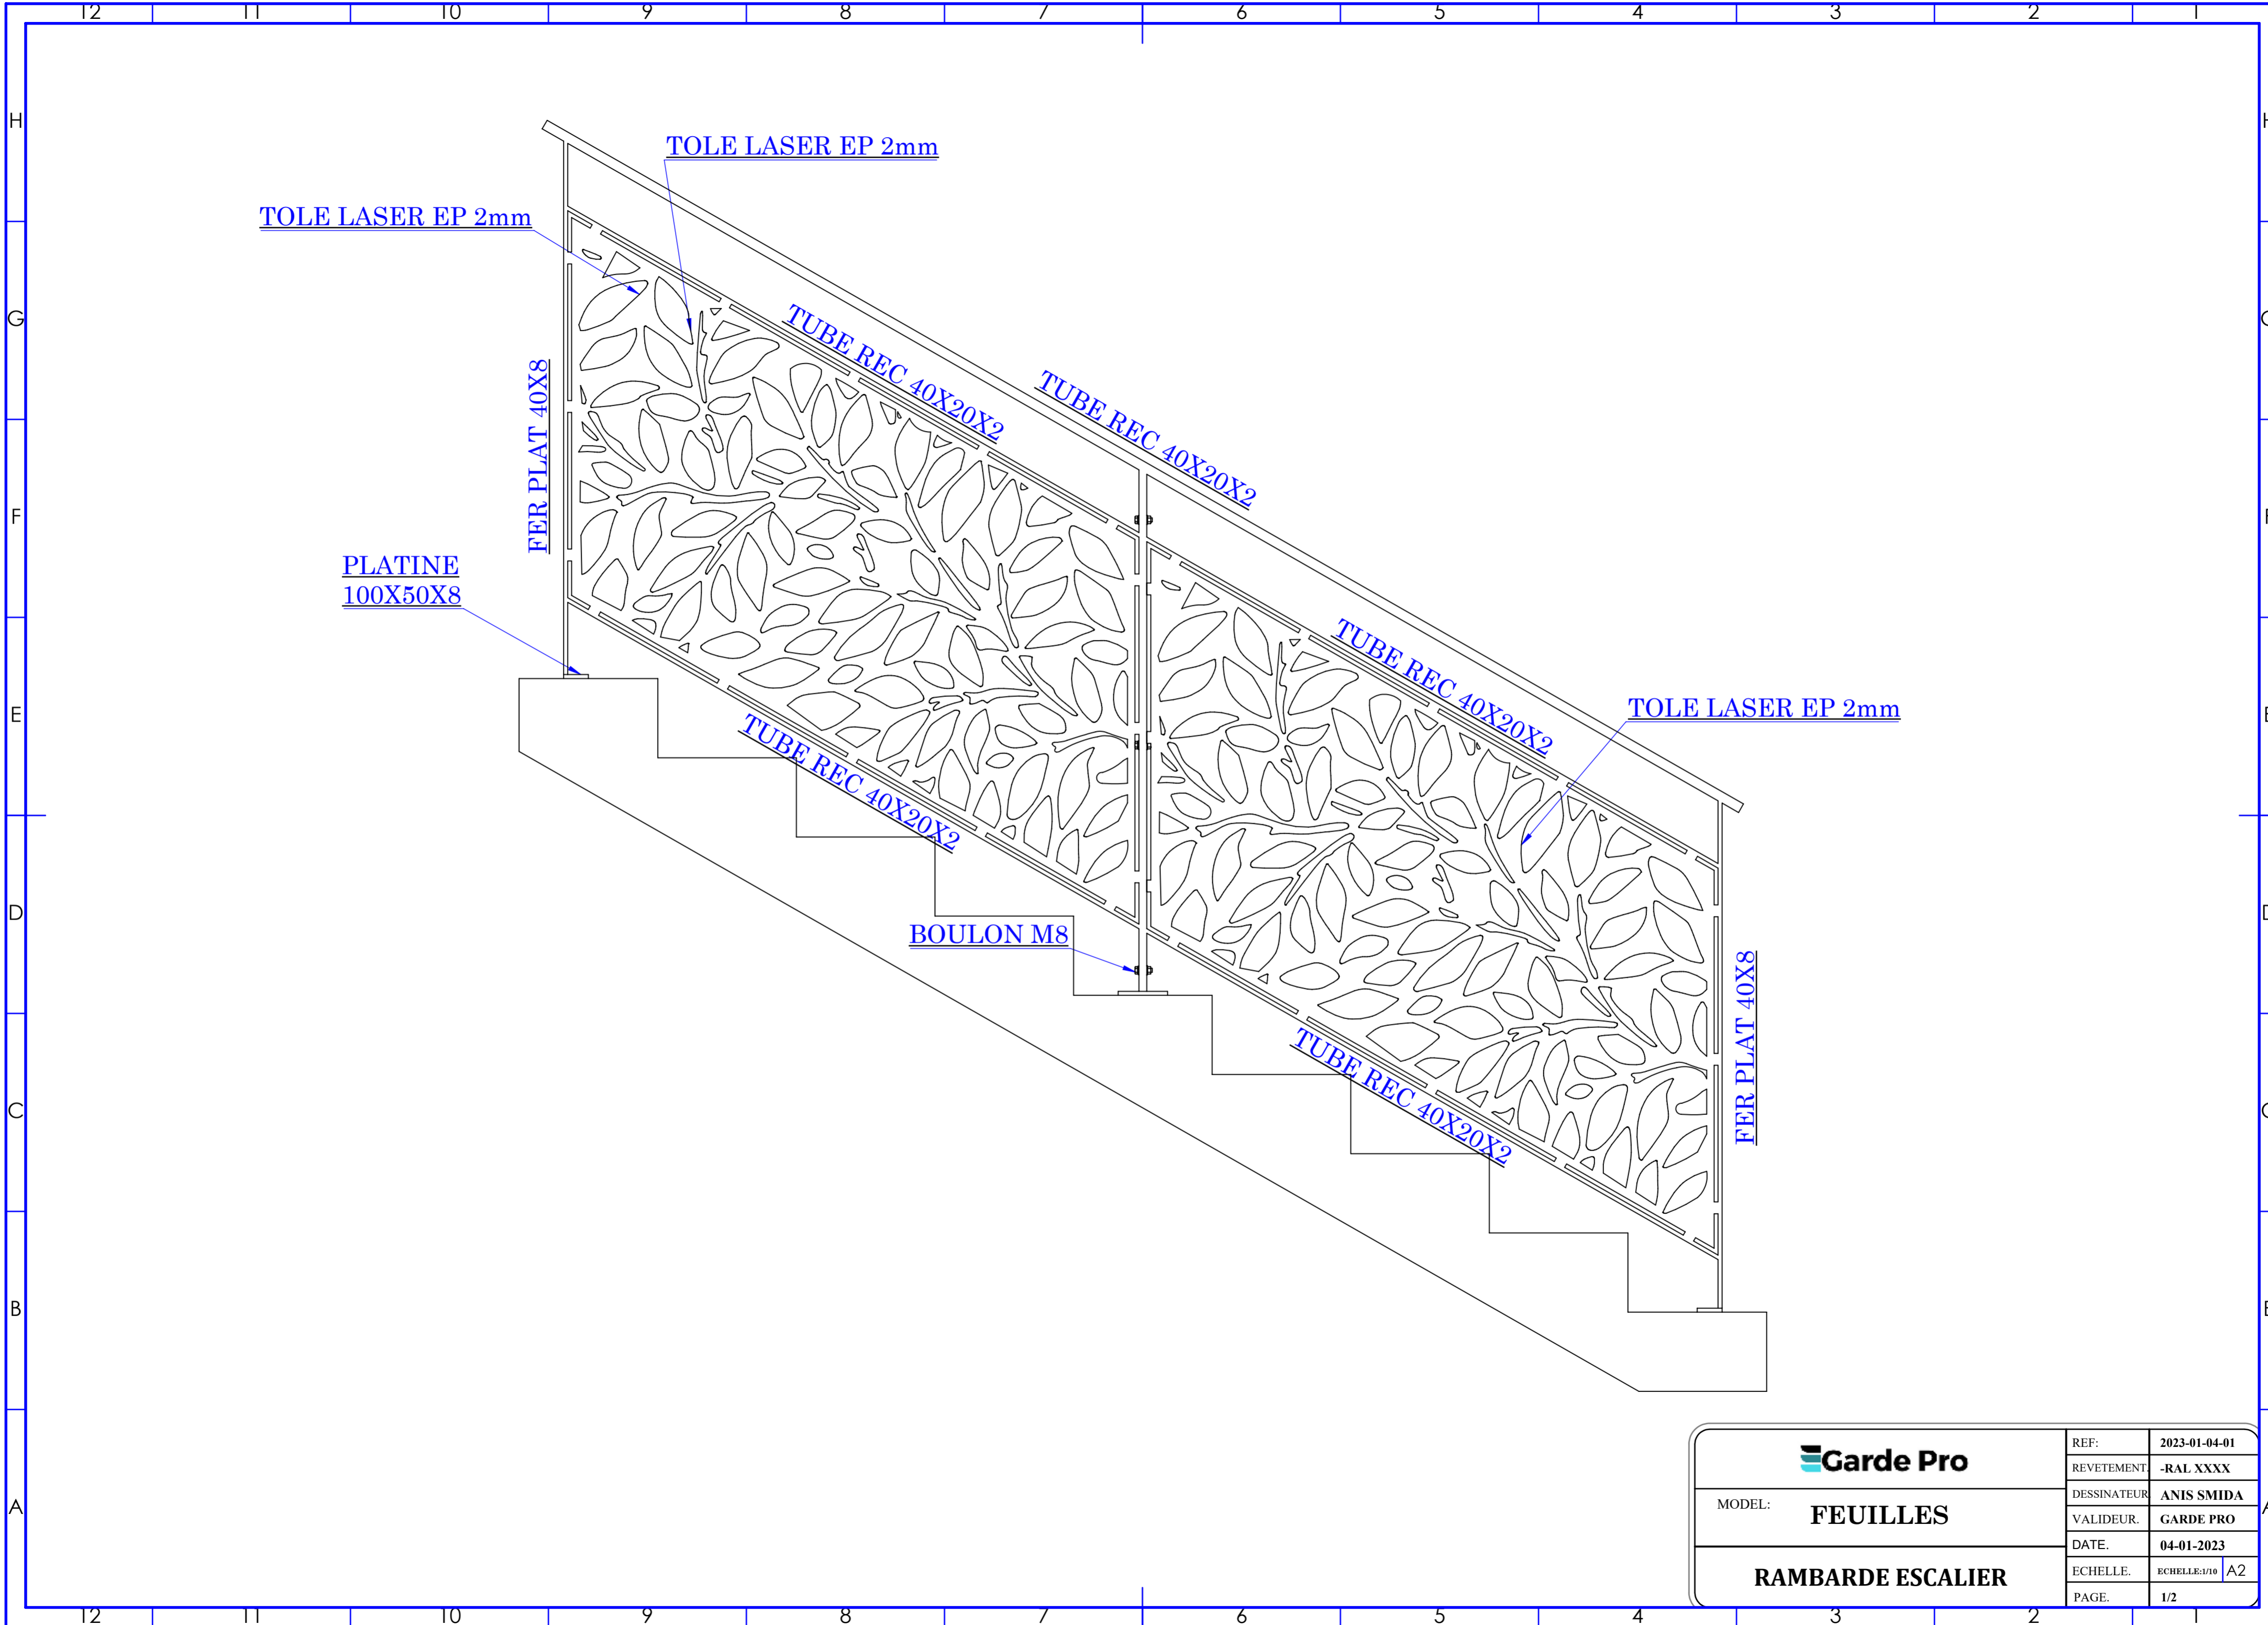 12 11 10 9 8 7 6 5 4 3 2 1
H
G
F
E
D
C
B
A
TOLE LASER EP 2mm
TOLE LASER EP 2mm
TUBE REC 40X20X2
TUBE REC 40X20X2
FER PLAT 40X8
PLATINE
100X50X8
TUBE REC 40X20X2
TOLE LASER EP 2mm
TUBE REC 40X20X2
BOULON M8
FER PLAT 40X8
TUBE REC 40X20X2
Garde Pro
MODEL: FEUILLES
RAMBARDE ESCALIER
REF: 2023-01-04-01
REVETEMENT. -RAL XXXX
DESSINATEUR. ANIS SMIDA
VALIDEUR. GARDE PRO
DATE. 04-01-2023
ECHELLE. ECHELLE:1/10 A2
PAGE. 1/2
12 11 10 9 8 7 6 5 4 3 2 1